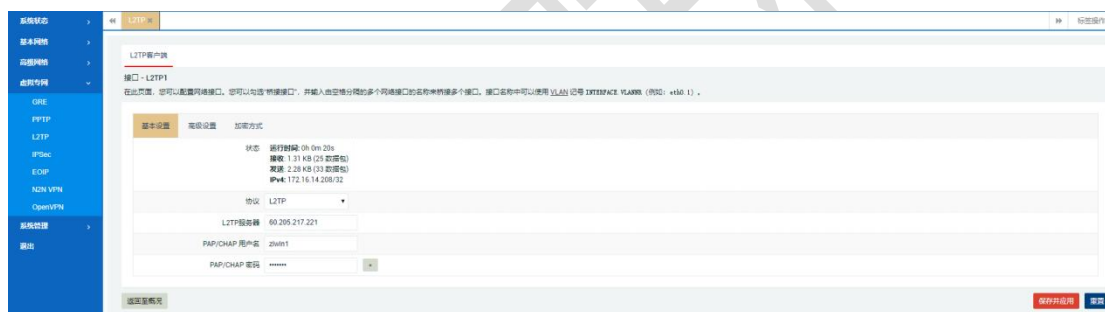 系统状态
基本网络
高级网络
虚拟专网
GRE
PPTP
L2TP
IPSec
EOIP
N2N VPN
OpenVPN
系统管理
退出
L2TP
标签操作
L2TP客户端
接口 - L2TP1
在此页面，您可以配置网络接口。您可以勾选“桥接接口”，并输入由空格分隔的多个网络接口的名称来桥接多个接口。接口名称中可以使用 VLAN 记号 INTERFACE.VLANNR（例如：eth0.1）。
基本设置 高级设置 加密方式
状态 运行时间: 0h 0m 20s
接收: 1.31 KB (25 数据包)
发送: 2.28 KB (33 数据包)
IPv4: 172.16.14.208/32
协议 L2TP
L2TP服务器 60.205.217.221
PAP/CHAP 用户名 zlwin1
PAP/CHAP 密码 •••••••
返回至概况 保存并应用 重置